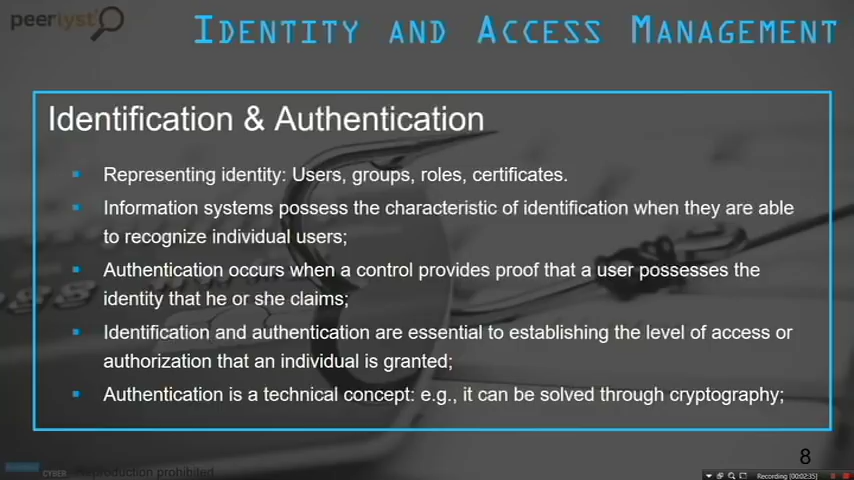 peerlyst
IDENTITY AND ACCESS MANAGEMENT
Identification & Authentication
Representing identity: Users, groups, roles, certificates.
Information systems possess the characteristic of identification when they are able
to recognize individual users;
Authentication occurs when a control provides proof that a user possesses the
identity that he or she claims;
Identification and authentication are essential to establishing the level of access or
authorization that an individual is granted;
Authentication is a technical concept: e.g., it can be solved through cryptography;
8
CYBER reproduction prohibited
Recording [00:02:35]